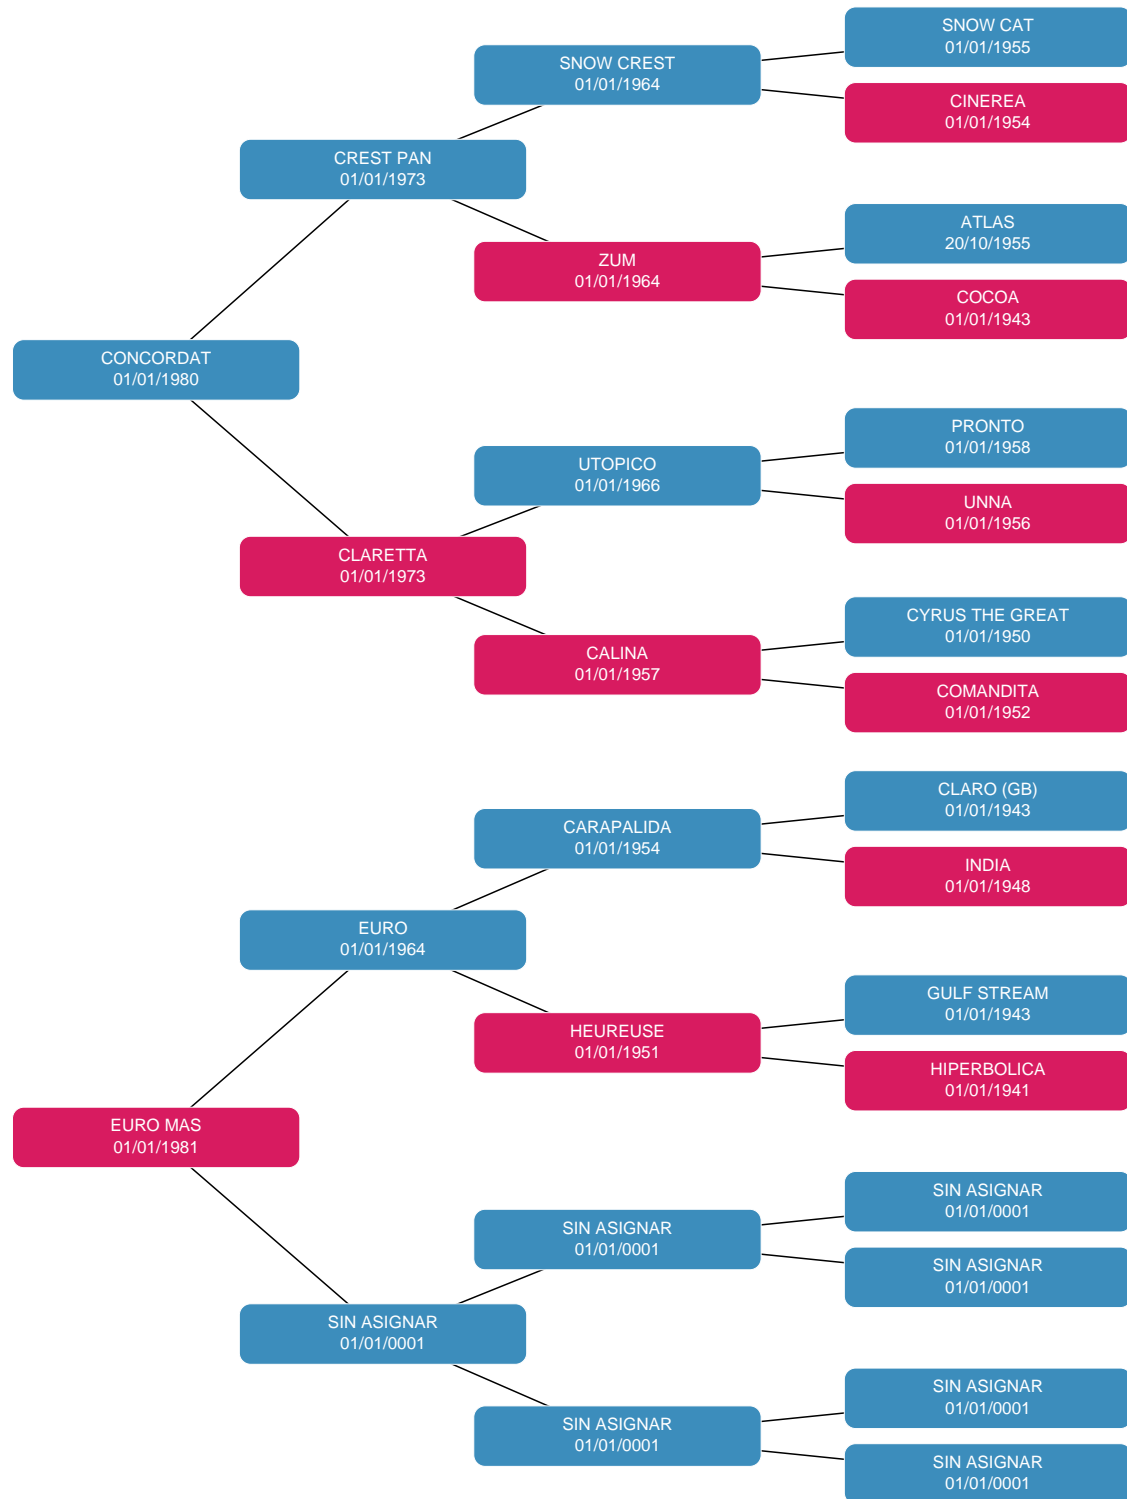 SNOW CAT
01/01/1955
SNOW CREST
01/01/1964
CINEREA
01/01/1954
CREST PAN
01/01/1973
ATLAS
20/10/1955
ZUM
01/01/1964
COCOA
01/01/1943
CONCORDAT
01/01/1980
PRONTO
01/01/1958
UTOPICO
01/01/1966
UNNA
01/01/1956
CLARETTA
01/01/1973
CYRUS THE GREAT
01/01/1950
CALINA
01/01/1957
COMANDITA
01/01/1952
CLARO (GB)
01/01/1943
CARAPALIDA
01/01/1954
INDIA
01/01/1948
EURO
01/01/1964
GULF STREAM
01/01/1943
HEUREUSE
01/01/1951
HIPERBOLICA
01/01/1941
EURO MAS
01/01/1981
SIN ASIGNAR
01/01/0001
SIN ASIGNAR
01/01/0001
SIN ASIGNAR
01/01/0001
SIN ASIGNAR
01/01/0001
SIN ASIGNAR
01/01/0001
SIN ASIGNAR
01/01/0001
SIN ASIGNAR
01/01/0001